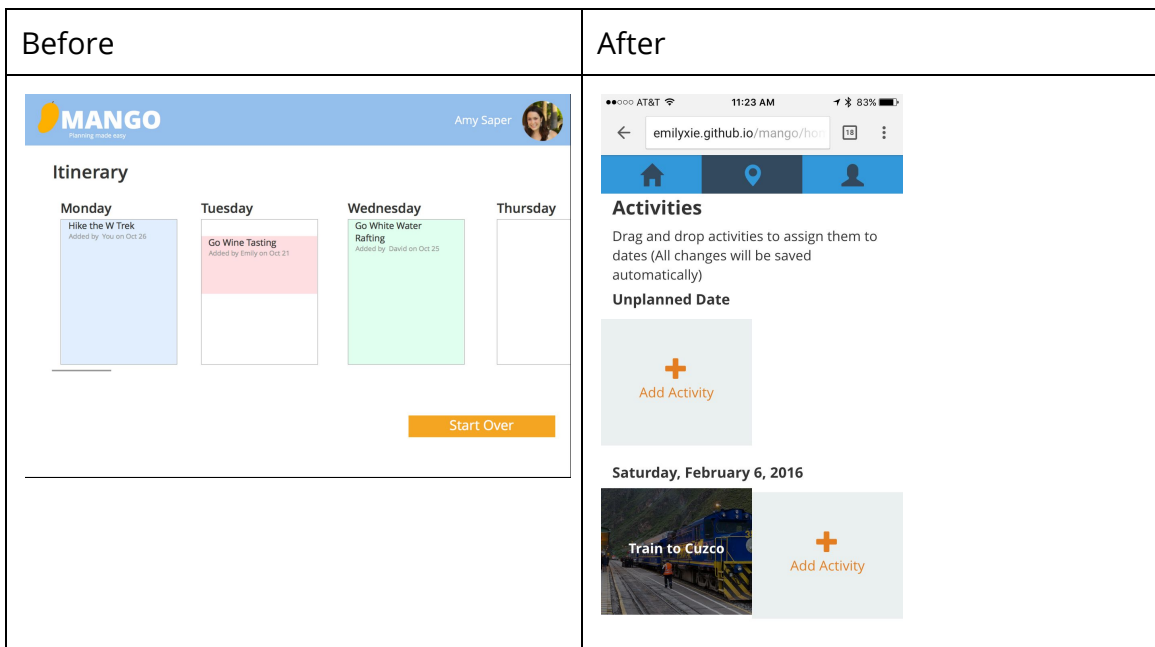 Before
After
MANGO
Planning made easy
Amy Saper
Itinerary
Monday
Tuesday
Wednesday
Thursday
Hike the W Trek
Added by You on Oct 26
Go Wine Tasting
Added by Emily on Oct 21
Go White Water
Rafting
Added by David on Oct 25
Start Over
AT&T
11:23 AM
83%
emilyxie.github.io/mango/hon
18
Activities
Drag and drop activities to assign them to
dates (All changes will be saved
automatically)
Unplanned Date
Add Activity
Saturday, February 6, 2016
Train to Cuzco
Add Activity